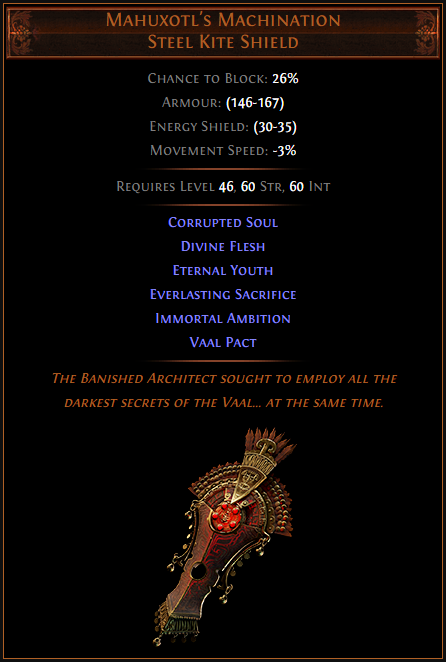 Mahuxotl's Machination
Steel Kite Shield
Chance to Block: 26%
Armour: (146-167)
Energy Shield: (30-35)
Movement Speed: -3%
Requires Level 46, 60 Str, 60 Int
Corrupted Soul
Divine Flesh
Eternal Youth
Everlasting Sacrifice
Immortal Ambition
Vaal Pact
The Banished Architect sought to employ all the
darkest secrets of the Vaal... at the same time.